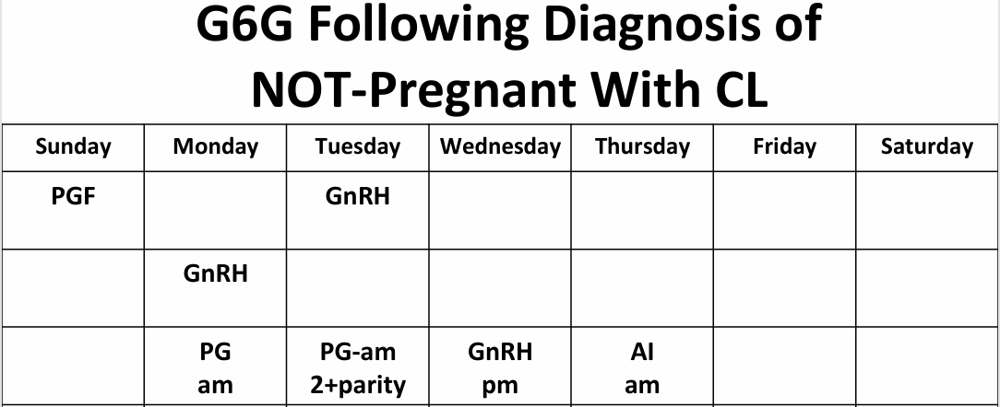 G6G Following Diagnosis of
NOT-Pregnant With CL
Sunday Monday Tuesday Wednesday Thursday Friday Saturday
PGF GnRH
GnRH
PG PG-am GnRH AI
am 2+parity pm am